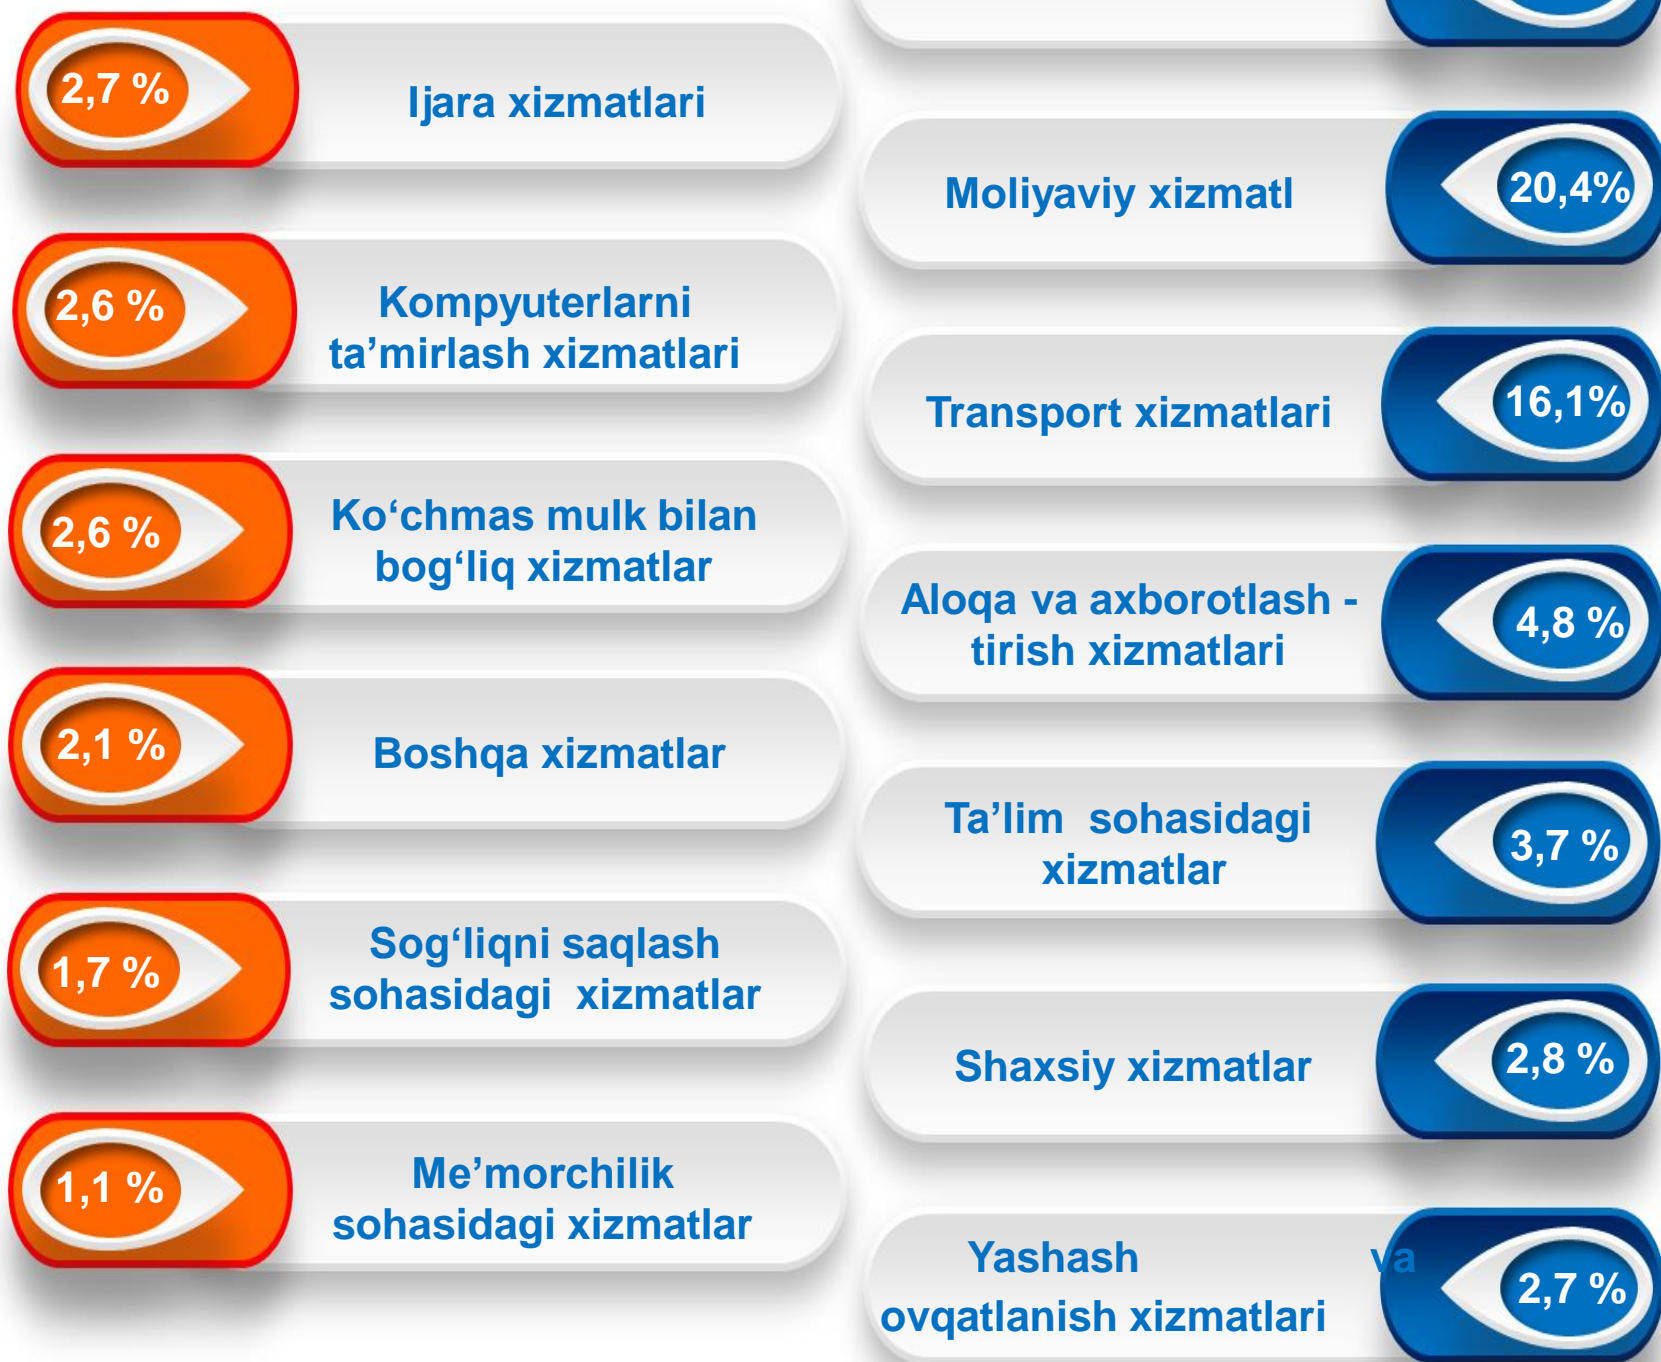 2,7 %
Ijara xizmatlari
2,6 %
Kompyuterlarni
ta’mirlash xizmatlari
2,6 %
Ko‘chmas mulk bilan
bog‘liq xizmatlar
2,1 %
Boshqa xizmatlar
1,7 %
Sog‘liqni saqlash
sohasidagi xizmatlar
1,1 %
Me’morchilik
sohasidagi xizmatlar
Moliyaviy xizmatl
20,4%
Transport xizmatlari
16,1%
Aloqa va axborotlash -
tirish xizmatlari
4,8 %
Ta’lim sohasidagi
xizmatlar
3,7 %
Shaxsiy xizmatlar
2,8 %
Yashash va
ovqatlanish xizmatlari
2,7 %